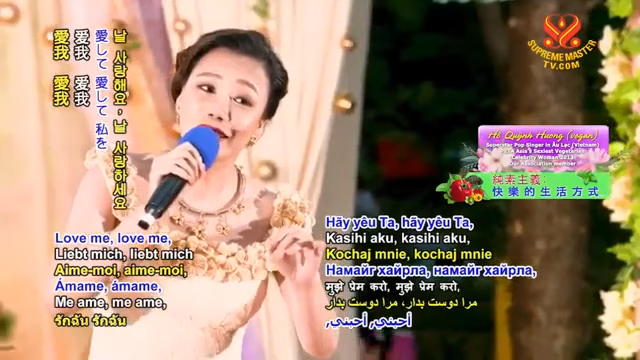 날 사랑해요, 날 사랑하세요
愛して 愛して 私を
愛我 愛我
愛我 愛我
SUPREME MASTER
TV.COM
Hồ Quỳnh Hương (vegan)
Superstar Pop Singer in Âu Lạc (Vietnam)
PETA Asia's Sexiest Vegetarian
Celebrity Woman 2013
Our Association member
純素主義:
快樂的生活方式
Love me, love me,
Liebt mich, liebt mich
Aime-moi, aime-moi,
Ámame, ámame,
Me ame, me ame,
รักฉัน รักฉัน
Hãy yêu Ta, hãy yêu Ta,
Kasihi aku, kasihi aku,
Kochaj mnie, kochaj mnie
Намайг хайрла, намайг хайрла,
मुझे प्रेम करो, मुझे प्रेम करो,
مرا دوست بدار، مرا دوست بدار
أحبني, أحبني,